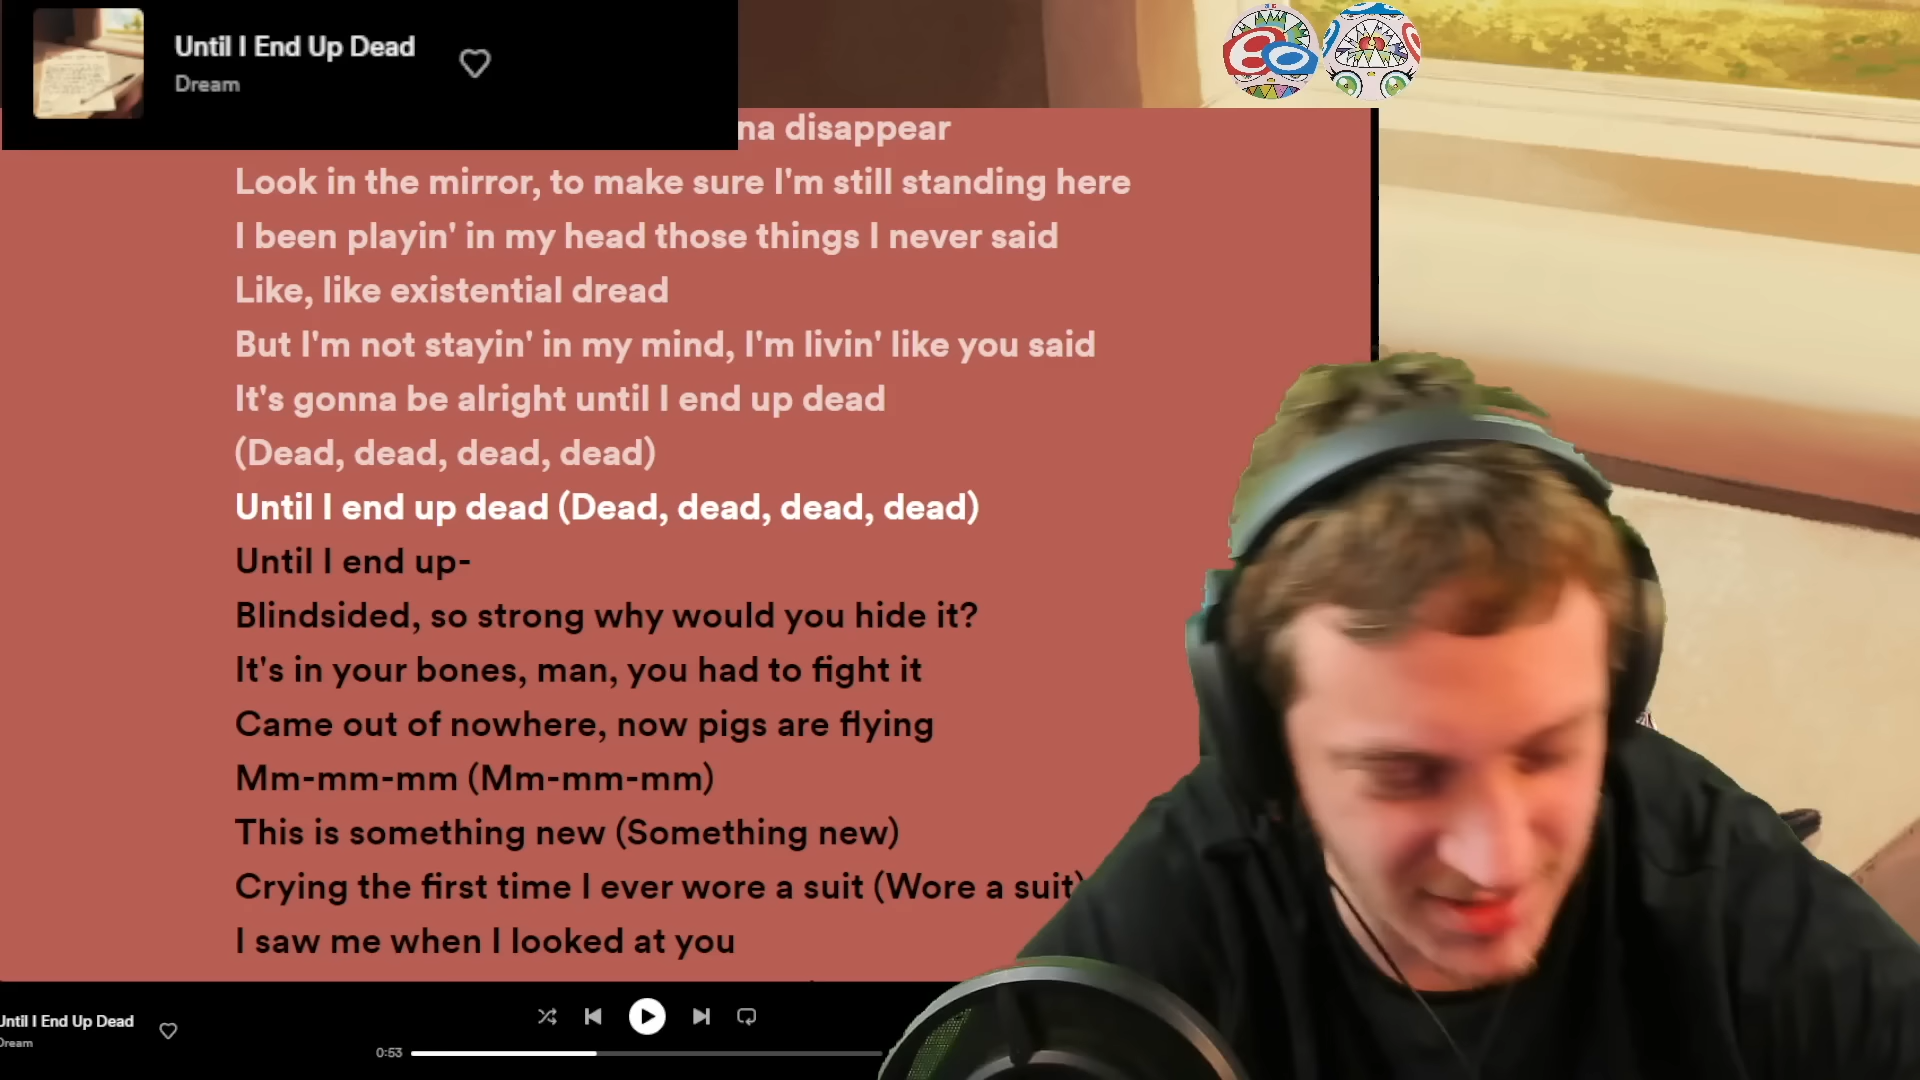 Until I End Up Dead
Dream
na disappear
Look in the mirror, to make sure I'm still standing here
I been playin' in my head those things I never said
Like, like existential dread
But I'm not stayin' in my mind, I'm livin' like you said
It's gonna be alright until I end up dead
(Dead, dead, dead, dead)
Until I end up dead (Dead, dead, dead, dead)
Until I end up-
Blindsided, so strong why would you hide it?
It's in your bones, man, you had to fight it
Came out of nowhere, now pigs are flying
Mm-mm-mm (Mm-mm-mm)
This is something new (Something new)
Crying the first time I ever wore a suit (Wore a suit)
I saw me when I looked at you
Until I End Up Dead
Dream
0:53